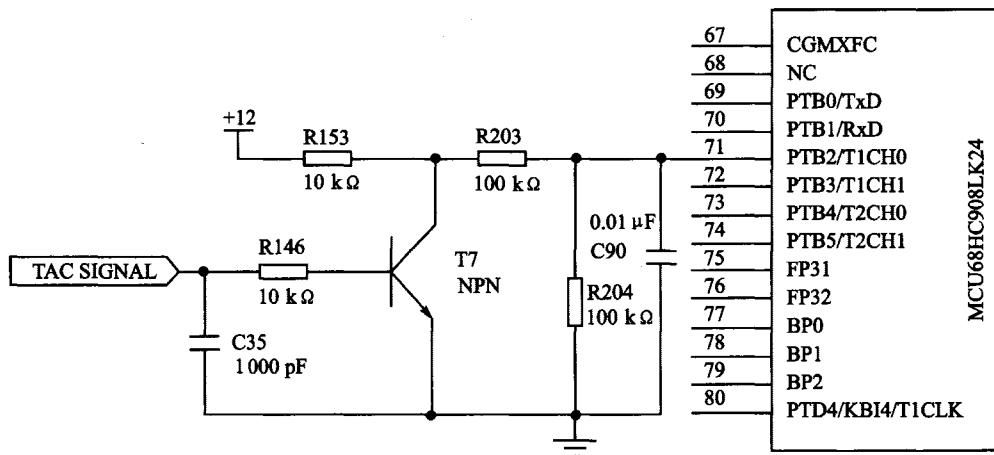 +12
R153
10 kΩ
R203
100 kΩ
TAC SIGNAL
R146
10 kΩ
C35
1 000 pF
T7
NPN
0.01 μF
C90
R204
100 kΩ
67 CGMXFC
68 NC
69 PTB0/TxD
70 PTB1/RxD
71 PTB2/T1CH0
72 PTB3/T1CH1
73 PTB4/T2CH0
74 PTB5/T2CH1
75 FP31
76 FP32
77 BP0
78 BP1
79 BP2
80 PTD4/KBI4/T1CLK
MCU68HC908LK24